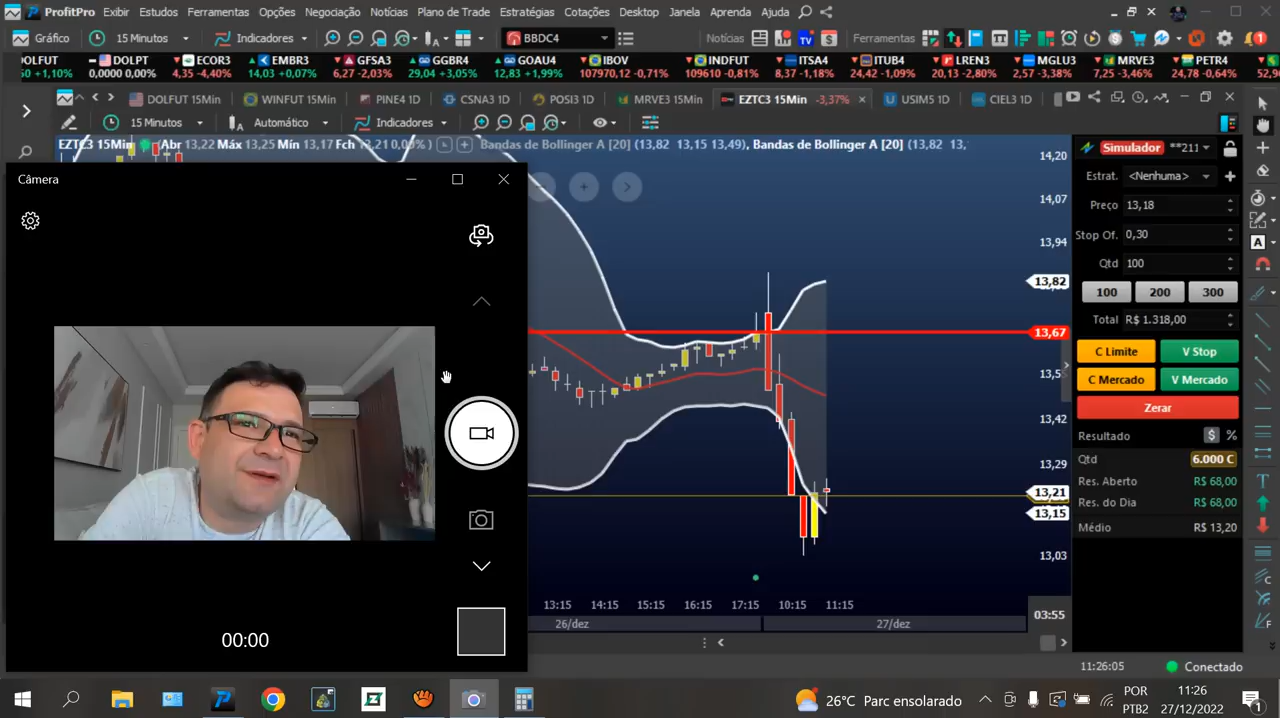 ProfitPro Exibir Estudos Ferramentas Opções Negociação Notícias Plano de Trade Estratégias Cotações Desktop Janela Aprenda Ajuda
Gráfico 15 Minutos Indicadores BBDC4 Notícias TV Ferramentas
DOLFUT DOLPT ECOR3 EMBR3 GFSA3 GGBR4 GOAU4 IBOV INDFUT ITSA4 ITUB4 LREN3 MGLU3 MRVE3 PETR4
+1,10% 0,0000 0,00% 4,35 -4,40% 14,03 +0,07% 6,27 -2,03% 29,04 +3,05% 12,83 +1,99% 107970,12 -0,71% 109610 -0,81% 8,37 -1,18% 24,42 -1,09% 20,13 -2,80% 2,57 -3,38% 7,25 -3,46% 24,78 -0,64%
DOLFUT 15Min WINFUT 15Min PINE4 1D CSNA3 1D POSI3 1D MRVE3 15Min EZTC3 15Min -3,37% USIM5 1D CIEL3 1D
15 Minutos Automático Indicadores
EZTC3 15Min Abr 13,22 Máx 13,25 Mín 13,17 Fch 13,21 0,00% Bandas de Bollinger A [20] (13,82 13,15 13,49), Bandas de Bollinger A [20] (13,82 13,
Câmera
00:00
14,20
14,07
13,94
13,82
13,67
13,42
13,29
13,21
13,15
13,03
13:15 14:15 15:15 16:15 17:15 10:15 11:15
26/dez 27/dez
03:55
Simulador **211
Estrat. <Nenhuma>
Preço 13,18
Stop Of. 0,30
Qtd 100
100 200 300
Total R$ 1.318,00
C Limite V Stop
C Mercado V Mercado
Zerar
Resultado $ %
Qtd 6.000 C
Res. Aberto R$ 68,00
Res. do Dia R$ 68,00
Médio R$ 13,20
11:26:05 Conectado
26°C Parc ensolarado
POR
PTB2
11:26
27/12/2022